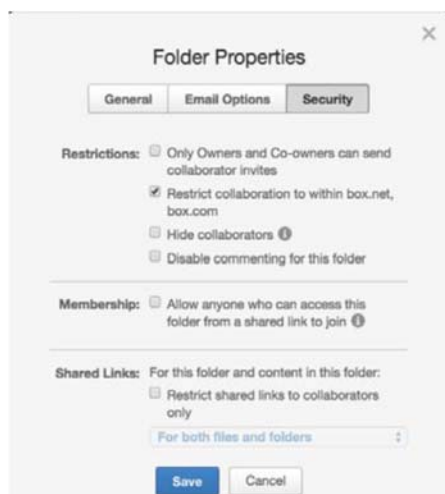 Folder Properties
General Email Options Security
Restrictions: Only Owners and Co-owners can send
collaborator invites
Restrict collaboration to within box.net,
box.com
Hide collaborators
Disable commenting for this folder
Membership: Allow anyone who can access this
folder from a shared link to join
Shared Links: For this folder and content in this folder:
Restrict shared links to collaborators
only
For both files and folders
Save Cancel